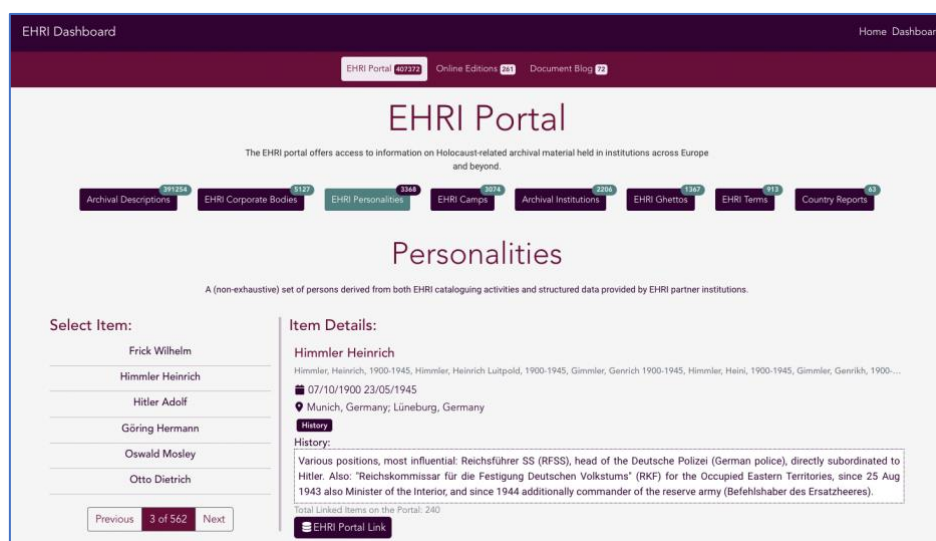 EHRI Dashboard
Home Dashboar
EHRI Portal 407372 Online Editions 261 Document Blog 72
EHRI Portal
The EHRI portal offers access to information on Holocaust-related archival material held in institutions across Europe
and beyond.
Archival Descriptions 391254 EHRI Corporate Bodies 5127 EHRI Personalities 3368 EHRI Camps 3074 Archival Institutions 2206 EHRI Ghettos 1367 EHRI Terms 913 Country Reports 63
Personalities
A (non-exhaustive) set of persons derived from both EHRI cataloguing activities and structured data provided by EHRI partner institutions.
Select Item:
Frick Wilhelm
Himmler Heinrich
Hitler Adolf
Göring Hermann
Oswald Mosley
Otto Dietrich
Previous 3 of 562 Next
Item Details:
Himmler Heinrich
Himmler, Heinrich, 1900-1945, Himmler, Heinrich Luitpold, 1900-1945, Gimmler, Genrich 1900-1945, Himmler, Heini, 1900-1945, Gimmler, Genrikh, 1900-...
07/10/1900 23/05/1945
Munich, Germany; Lüneburg, Germany
History
History:
Various positions, most influential: Reichsführer SS (RFSS), head of the Deutsche Polizei (German police), directly subordinated to
Hitler. Also: "Reichskommissar für die Festigung Deutschen Volkstums" (RKF) for the Occupied Eastern Territories, since 25 Aug
1943 also Minister of the Interior, and since 1944 additionally commander of the reserve army (Befehlshaber des Ersatzheeres).
Total Linked Items on the Portal: 240
EHRI Portal Link